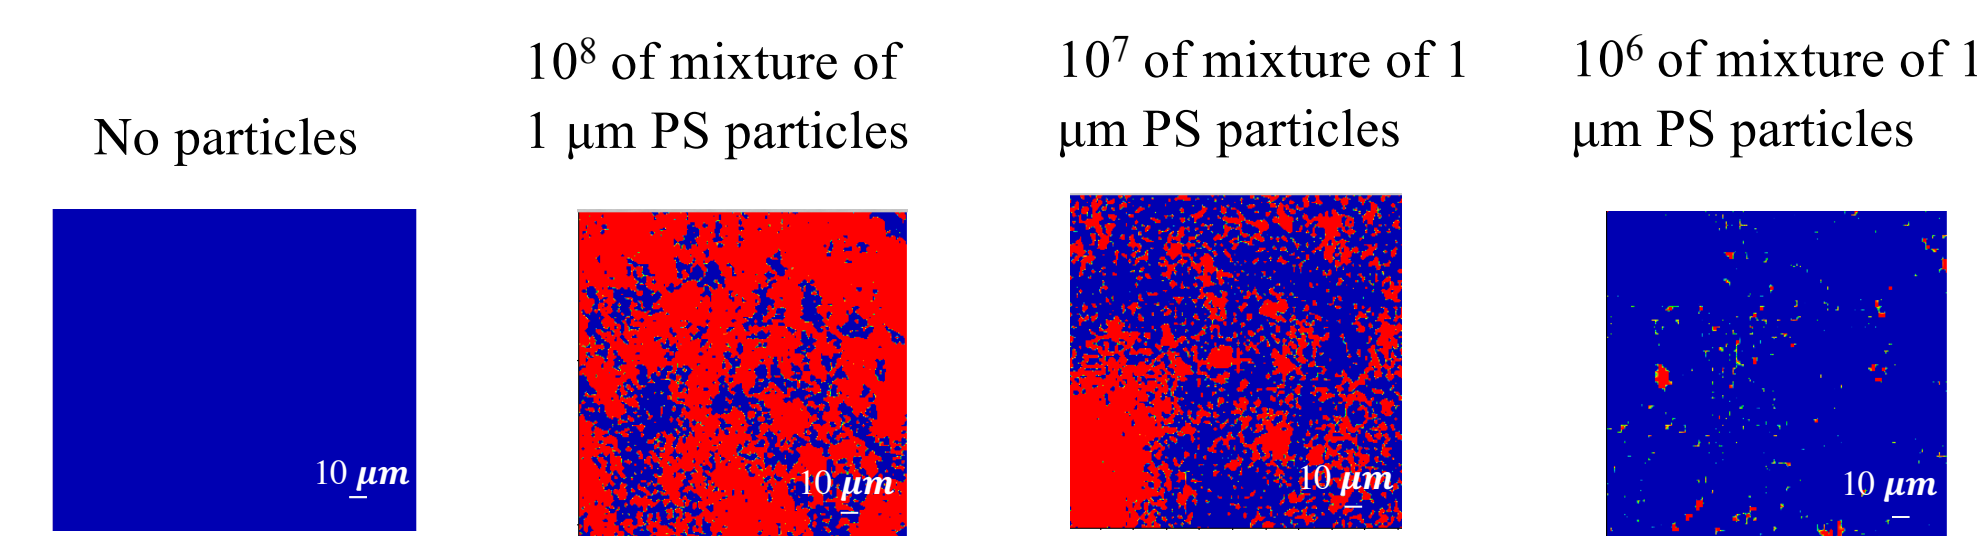 No particles
10⁸ of mixture of
1 μm PS particles
10⁷ of mixture of 1
μm PS particles
10⁶ of mixture of 1
μm PS particles
10 μm
10 μm
10 μm
10 μm